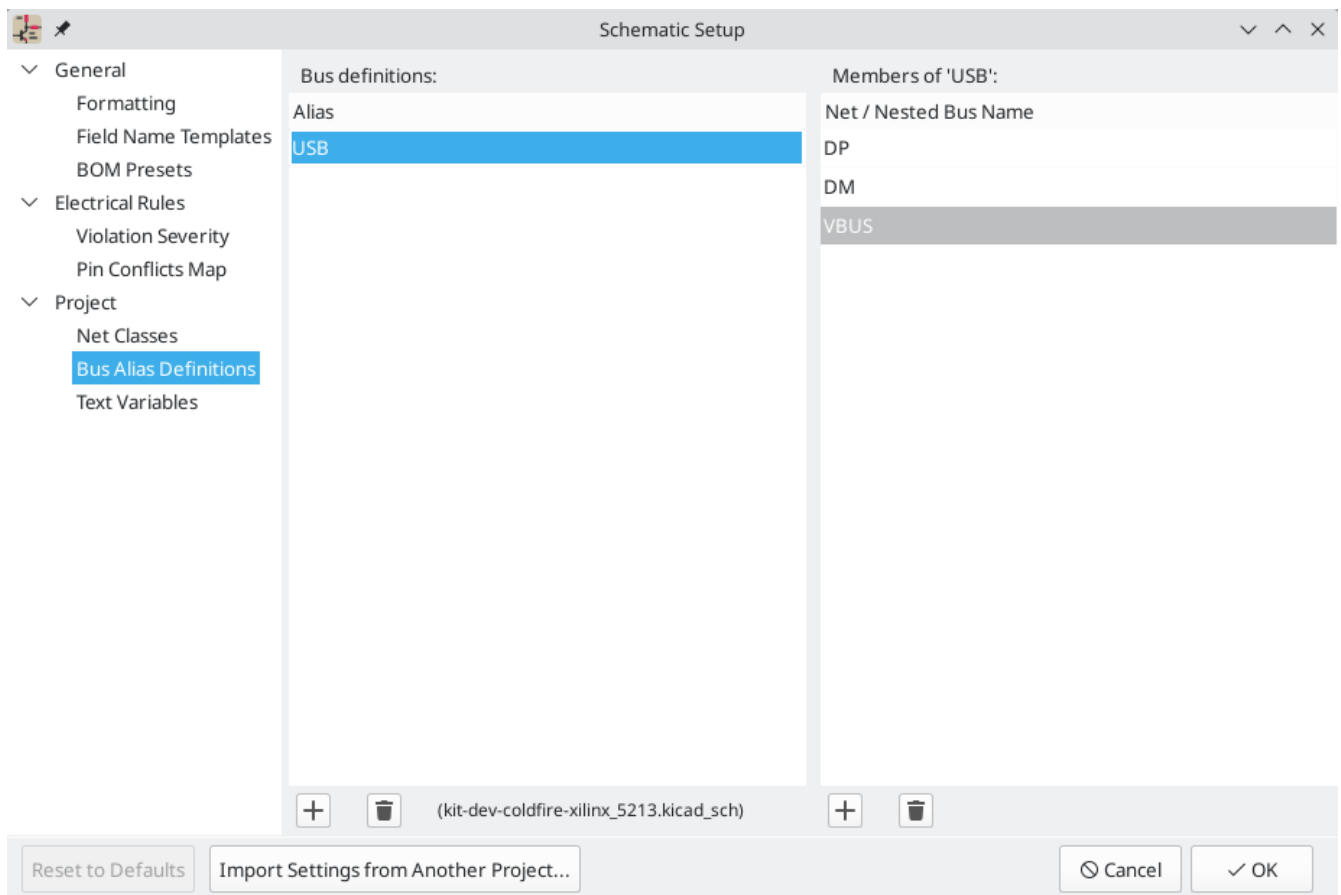 Schematic Setup
General
Formatting
Field Name Templates
BOM Presets
Electrical Rules
Violation Severity
Pin Conflicts Map
Project
Net Classes
Bus Alias Definitions
Text Variables
Bus definitions:
Alias
USB
(kit-dev-coldfire-xilinx_5213.kicad_sch)
Members of 'USB':
Net / Nested Bus Name
DP
DM
VBUS
Reset to Defaults
Import Settings from Another Project...
Cancel
OK